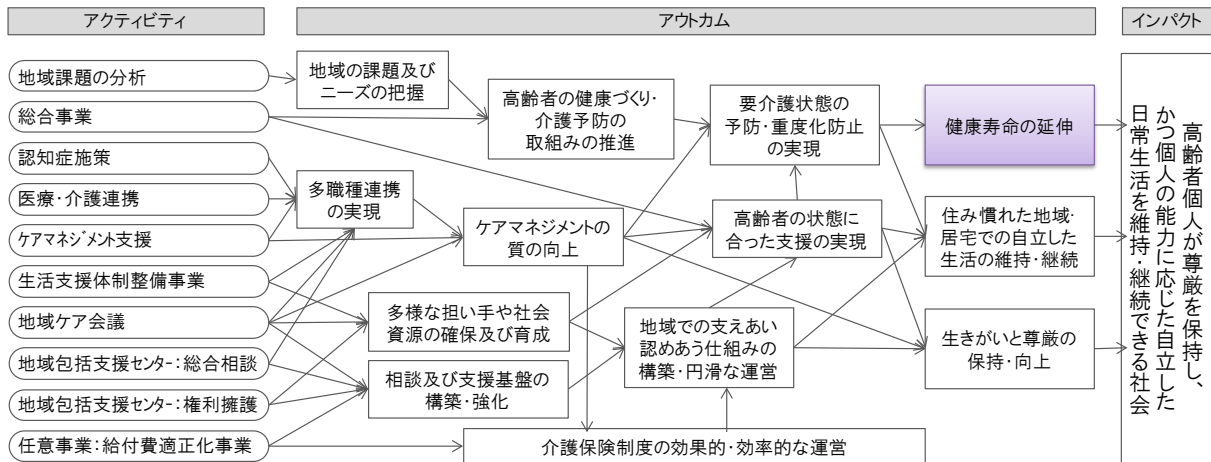 アクティビティ
アウトカム
インパクト
地域課題の分析
総合事業
認知症施策
医療・介護連携
ｹｱﾏﾈｼﾞﾒﾝﾄ支援
生活支援体制整備事業
地域ケア会議
地域包括支援ｾﾝﾀｰ：総合相談
地域包括支援ｾﾝﾀｰ：権利擁護
任意事業：給付費適正化事業
地域の課題及び
ニーズの把握
多職種連携
の実現
高齢者の健康づくり・
介護予防の
取組みの推進
ケアマネジメントの
質の向上
多様な担い手や社会
資源の確保及び育成
相談及び支援基盤の
構築・強化
介護保険制度の効果的・効率的な運営
要介護状態の
予防・重度化防止
の実現
高齢者の状態に
合った支援の実現
地域での支えあい
認めあう仕組みの
構築・円滑な運営
健康寿命の延伸
住み慣れた地域・
居宅での自立した
生活の維持・継続
生きがいと尊厳の
保持・向上
高齢者個人が尊厳を保持し、
かつ個人の能力に応じた自立した
日常生活を維持・継続できる社会